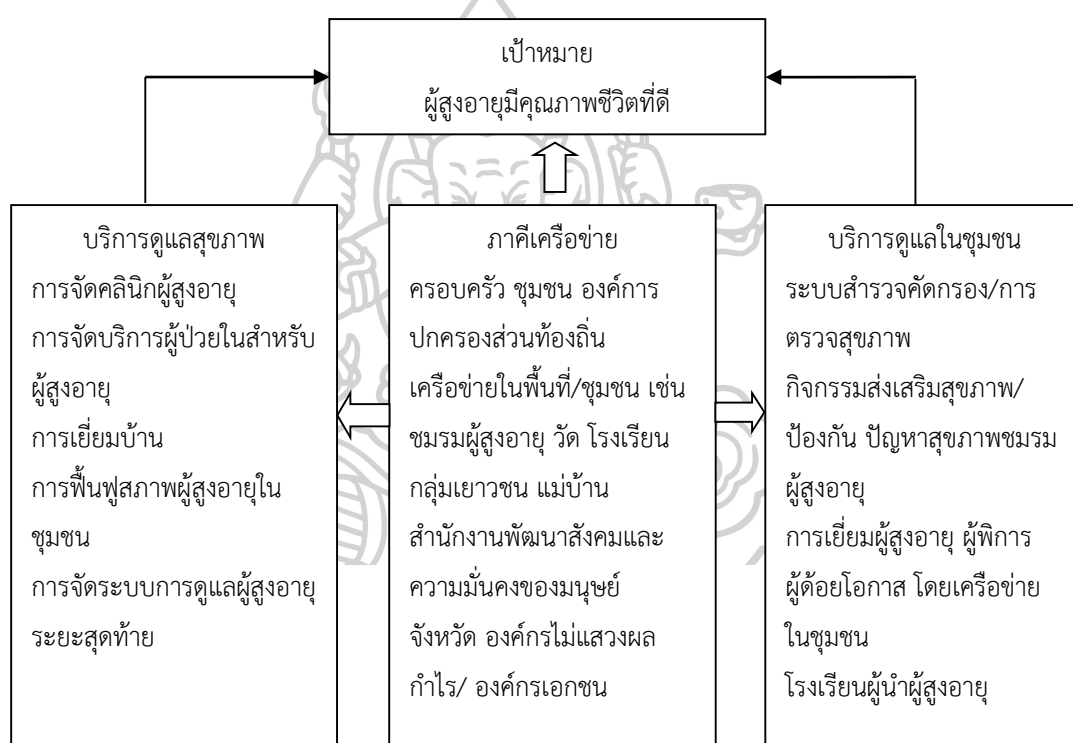 เป้าหมาย
ผู้สูงอายุมีคุณภาพชีวิตที่ดี
บริการดูแลสุขภาพ
การจัดคลินิกผู้สูงอายุ
การจัดบริการผู้ป่วยในสำหรับ
ผู้สูงอายุ
การเยี่ยมบ้าน
การฟื้นฟูสภาพผู้สูงอายุใน
ชุมชน
การจัดระบบการดูแลผู้สูงอายุ
ระยะสุดท้าย
ภาคีเครือข่าย
ครอบครัว ชุมชน องค์การ
ปกครองส่วนท้องถิ่น
เครือข่ายในพื้นที่/ชุมชน เช่น
ชมรมผู้สูงอายุ วัด โรงเรียน
กลุ่มเยาวชน แม่บ้าน
สำนักงานพัฒนาสังคมและ
ความมั่นคงของมนุษย์
จังหวัด องค์กรไม่แสวงผล
กำไร/ องค์กรเอกชน
บริการดูแลในชุมชน
ระบบสำรวจคัดกรอง/การ
ตรวจสุขภาพ
กิจกรรมส่งเสริมสุขภาพ/
ป้องกัน ปัญหาสุขภาพชมรม
ผู้สูงอายุ
การเยี่ยมผู้สูงอายุ ผู้พิการ
ผู้ด้อยโอกาส โดยเครือข่าย
ในชุมชน
โรงเรียนผู้นำผู้สูงอายุ